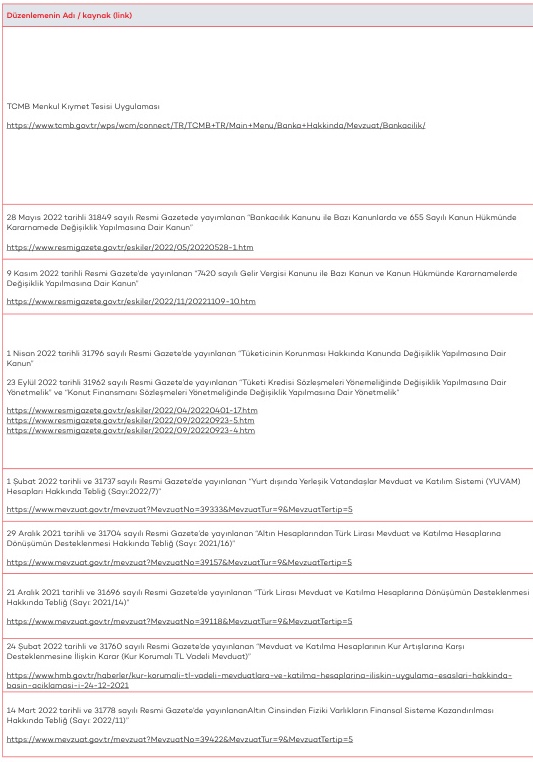 Düzenlemenin Adı / kaynak (link)
TCMB Menkul Kıymet Tesisi Uygulaması
https://www.tcmb.gov.tr/wps/wcm/connect/TR/TCMB+TR/Main+Menu/Banka+Hakkinda/Mevzuat/Bankacilik/
28 Mayıs 2022 tarihli 31849 sayılı Resmi Gazetede yayımlanan "Bankacılık Kanunu ile Bazı Kanunlarda ve 655 Sayılı Kanun Hükmünde
Kararnamede Değişiklik Yapılmasına Dair Kanun"
https://www.resmigazete.gov.tr/eskiler/2022/05/20220528-1.htm
9 Kasım 2022 tarihli Resmi Gazete'de yayınlanan "7420 sayılı Gelir Vergisi Kanunu ile Bazı Kanun ve Kanun Hükmünde Kararnamelerde
Değişiklik Yapılmasına Dair Kanun"
https://www.resmigazete.gov.tr/eskiler/2022/11/20221109-10.htm
1 Nisan 2022 tarihli 31796 sayılı Resmi Gazete'de yayınlanan "Tüketicinin Korunması Hakkında Kanunda Değişiklik Yapılmasına Dair
Kanun"
23 Eylül 2022 tarihli 31962 sayılı Resmi Gazete'de yayınlanan "Tüketi Kredisi Sözleşmeleri Yönemeliğinde Değişiklik Yapılmasına Dair
Yönetmelik" ve "Konut Finansmanı Sözleşmeleri Yönetmeliğinde Değişiklik Yapılmasına Dair Yönetmelik"
https://www.resmigazete.gov.tr/eskiler/2022/04/20220401-17.htm
https://www.resmigazete.gov.tr/eskiler/2022/09/20220923-5.htm
https://www.resmigazete.gov.tr/eskiler/2022/09/20220923-4.htm
1 Şubat 2022 tarihli ve 31737 sayılı Resmi Gazete'de yayınlanan "Yurt dışında Yerleşik Vatandaşlar Mevduat ve Katılım Sistemi (YUVAM)
Hesapları Hakkında Tebliğ (Sayı:2022/7)"
https://www.mevzuat.gov.tr/mevzuat?MevzuatNo=39333&MevzuatTur=9&MevzuatTertip=5
29 Aralık 2021 tarihli ve 31704 sayılı Resmi Gazete'de yayınlanan "Altın Hesaplarından Türk Lirası Mevduat ve Katılma Hesaplarına
Dönüşümün Desteklenmesi Hakkında Tebliğ (Sayı: 2021/16)"
https://www.mevzuat.gov.tr/mevzuat?MevzuatNo=39157&MevzuatTur=9&MevzuatTertip=5
21 Aralık 2021 tarihli ve 31696 sayılı Resmi Gazete'de yayınlanan "Türk Lirası Mevduat ve Katılma Hesaplarına Dönüşümün Desteklenmesi
Hakkında Tebliğ (Sayı: 2021/14)"
https://www.mevzuat.gov.tr/mevzuat?MevzuatNo=39118&MevzuatTur=9&MevzuatTertip=5
24 Şubat 2022 tarihli ve 31760 sayılı Resmi Gazete'de yayınlanan "Mevduat ve Katılma Hesaplarının Kur Artışlarına Karşı
Desteklenmesine İlişkin Karar (Kur Korumalı TL Vadeli Mevduat)"
https://www.hmb.gov.tr/haberler/kur-korumali-tl-vadeli-mevduatlara-ve-katilma-hesaplarina-iliskin-uygulama-esaslari-hakkinda-
basin-aciklamasi-i-24-12-2021
14 Mart 2022 tarihli ve 31778 sayılı Resmi Gazete'de yayınlananAltın Cinsinden Fiziki Varlıkların Finansal Sisteme Kazandırılması
Hakkında Tebliğ (Sayı: 2022/11)"
https://www.mevzuat.gov.tr/mevzuat?MevzuatNo=39422&MevzuatTur=9&MevzuatTertip=5